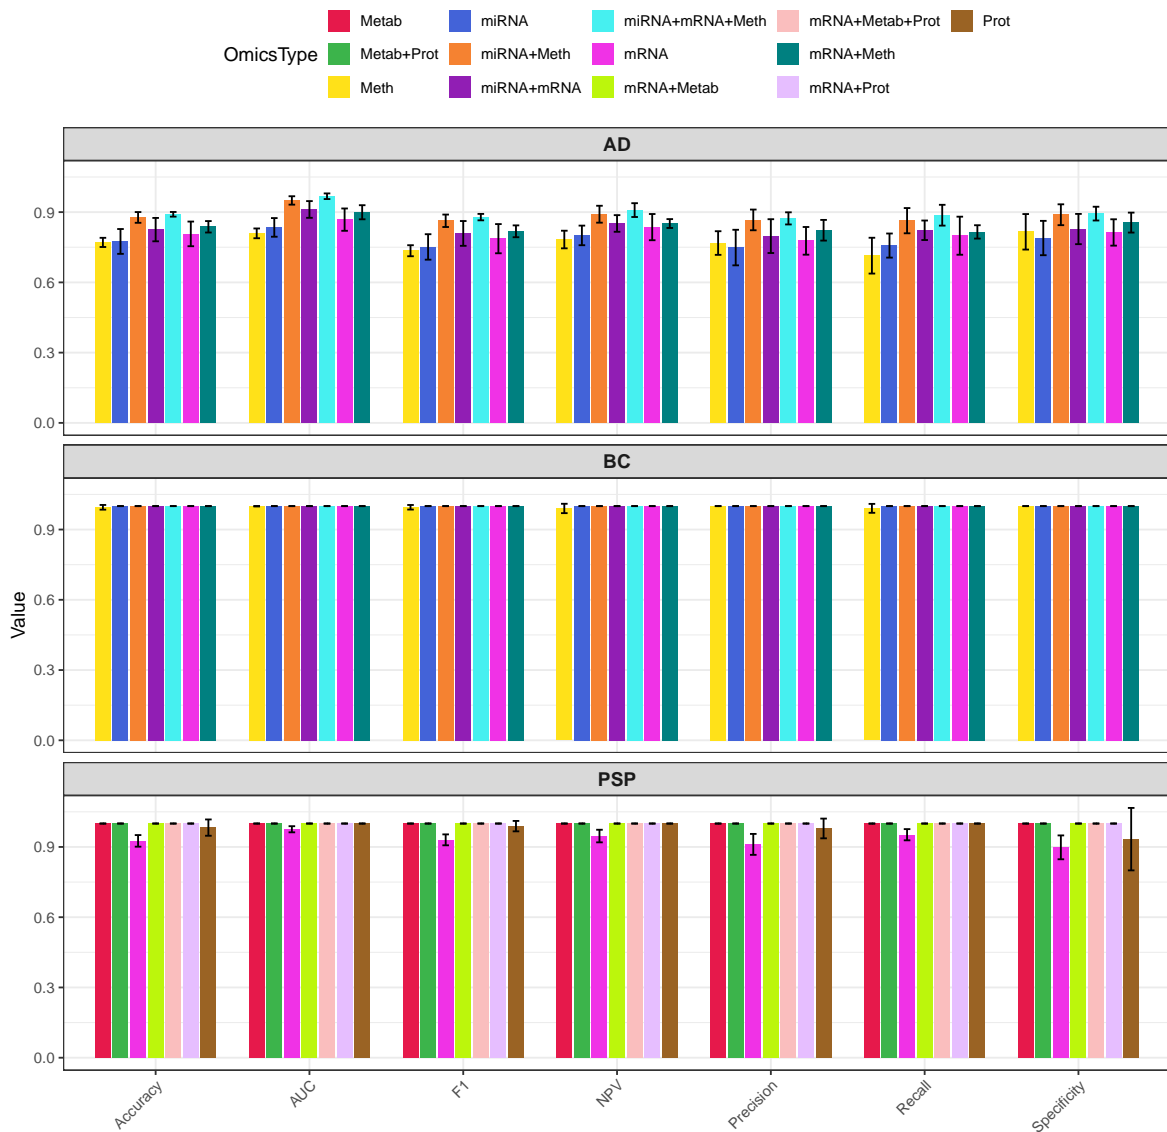 OmicsType
Metab
Metab+Prot
Meth
miRNA
miRNA+Meth
miRNA+mRNA
miRNA+mRNA+Meth
mRNA
mRNA+Metab
mRNA+Metab+Prot
mRNA+Meth
mRNA+Prot
Prot
AD
0.9
0.6
0.3
0.0
BC
0.9
0.6
0.3
0.0
Value
PSP
0.9
0.6
0.3
0.0
Accuracy
AUC
F1
NPV
Precision
Recall
Specificity